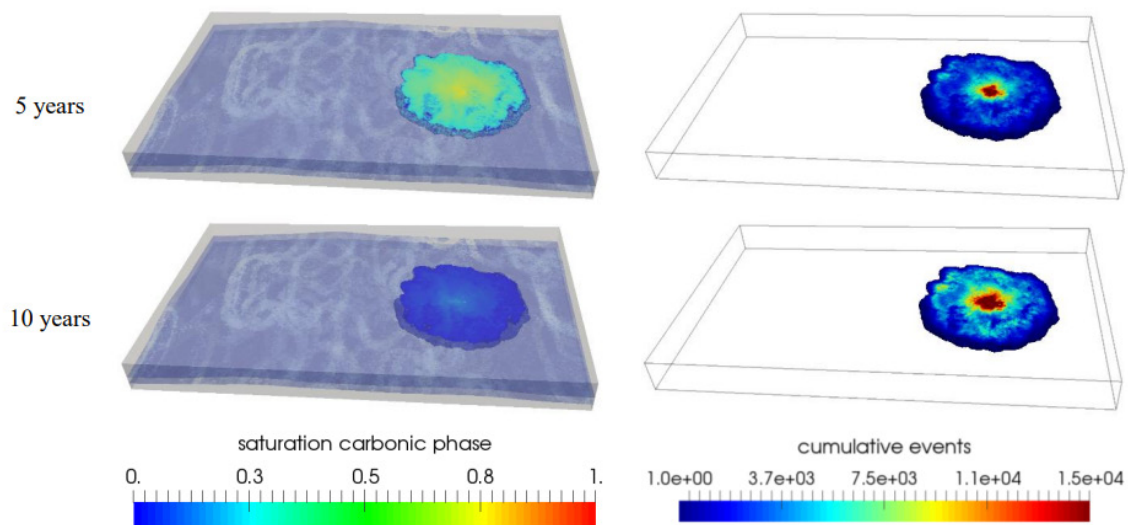 5 years
10 years
saturation carbonic phase
0. 0.3 0.5 0.8 1.
cumulative events
1.0e+00 3.7e+03 7.5e+03 1.1e+04 1.5e+04